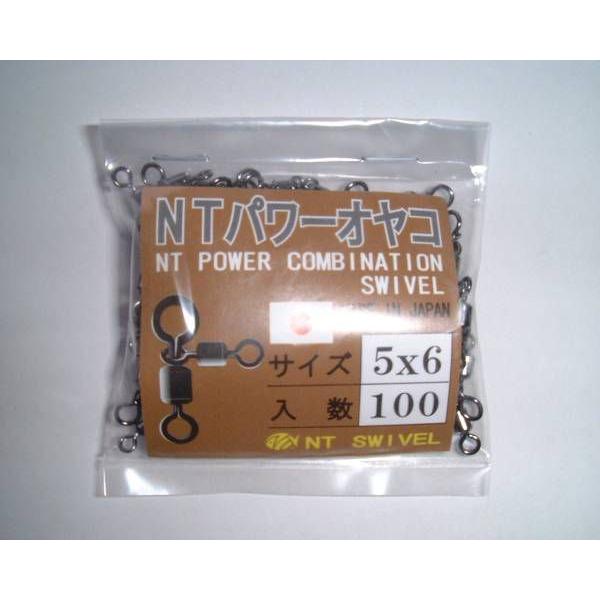 NTパワーオヤコ
NT POWER COMBINATION
SWIVEL
MADE IN JAPAN
サイズ 5x6
入数 100
NT SWIVEL